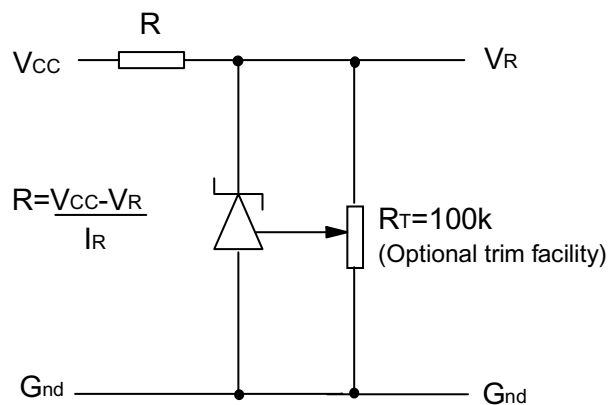 R
VCC
VR
R=VCC-VR
IR
RT=100k
(Optional trim facility)
Gnd
Gnd